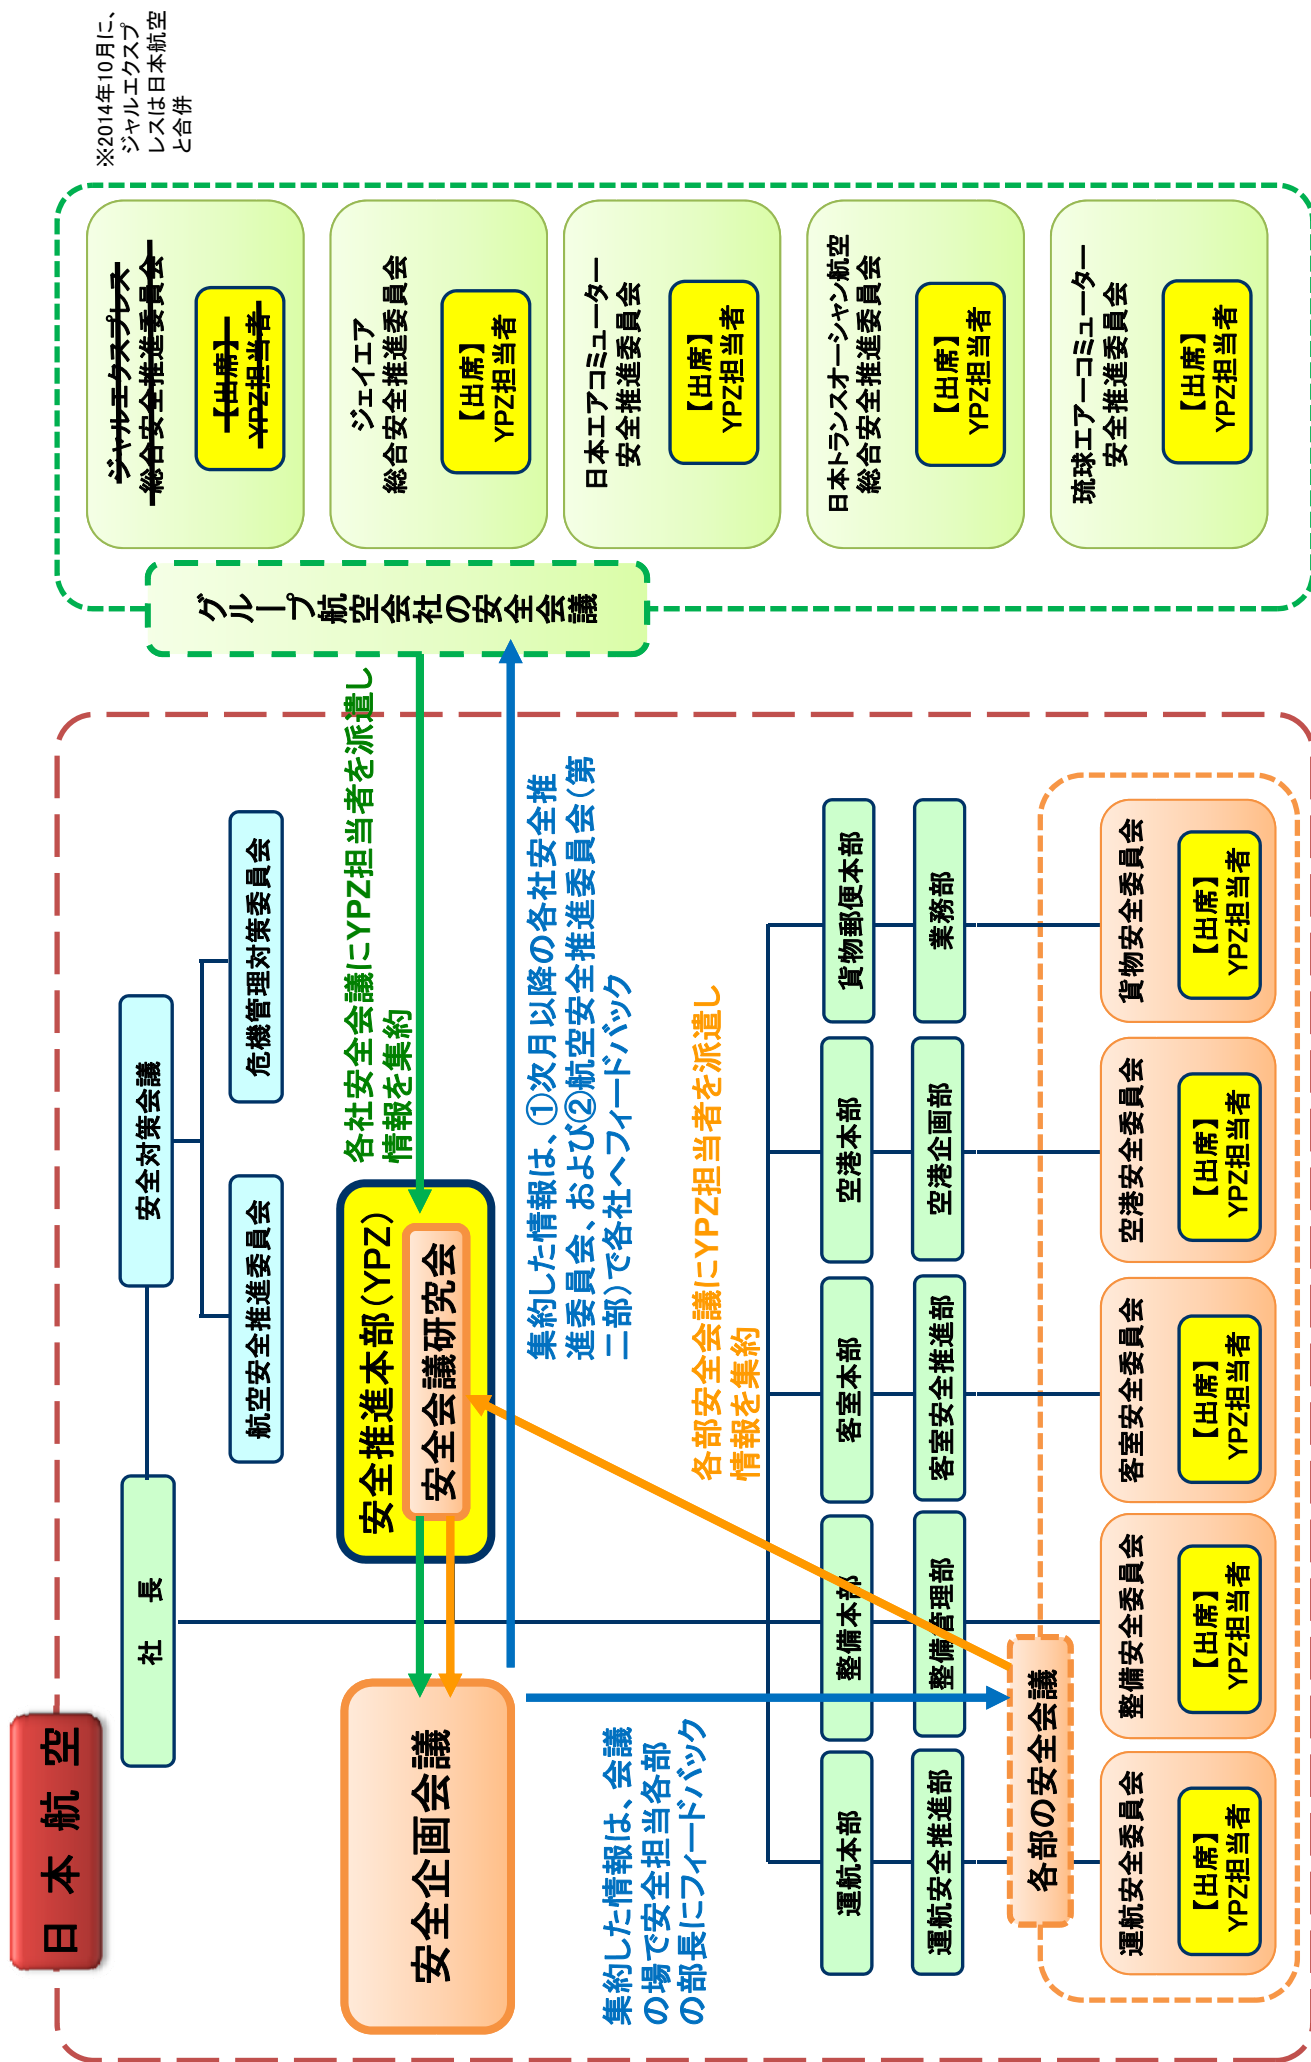 日本航空
社長
安全対策会議
航空安全推進委員会
危機管理対策委員会
安全推進本部（YPZ）
安全会議研究会
安全企画会議
各社安全会議にYPZ担当者を派遣し
情報を集約
集約した情報は、①次月以降の各社安全推
進委員会、および②航空安全推進委員会（第
二部）で各社へフィードバック
集約した情報は、会議
の場で安全担当各部
の部長にフィードバック
各部安全会議にYPZ担当者を派遣し
情報を集約
運航本部
整備本部
客室本部
空港本部
貨物郵便本部
運航安全推進部
整備管理部
客室安全推進部
空港企画部
業務部
各部の安全会議
運航安全委員会
【出席】
YPZ担当者
整備安全委員会
【出席】
YPZ担当者
客室安全委員会
【出席】
YPZ担当者
空港安全委員会
【出席】
YPZ担当者
貨物安全委員会
【出席】
YPZ担当者
グループ航空会社の安全会議
ジャルエクスプレス
総合安全推進委員会
【出席】
YPZ担当者
ジェイエア
総合安全推進委員会
【出席】
YPZ担当者
日本エアコミューター
安全推進委員会
【出席】
YPZ担当者
日本トランスオーシャン航空
総合安全推進委員会
【出席】
YPZ担当者
琉球エアーコミューター
安全推進委員会
【出席】
YPZ担当者
※2014年10月に、
ジャルエクスプ
レスは日本航空
と合併